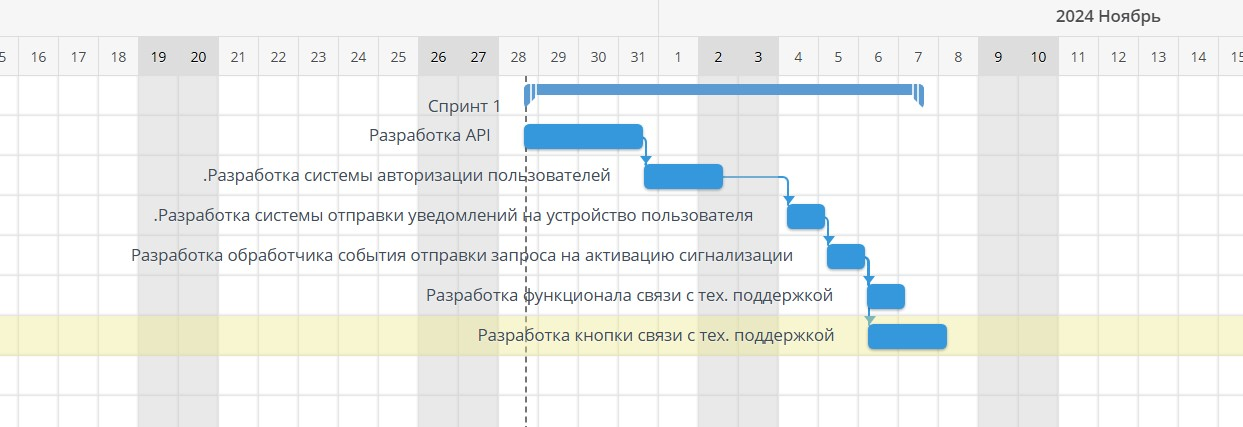 2024 Ноябрь
16 17 18 19 20 21 22 23 24 25 26 27 28 29 30 31 1 2 3 4 5 6 7 8 9 10 11 12 13 14
Спринт 1
Разработка API
.Разработка системы авторизации пользователей
.Разработка системы отправки уведомлений на устройство пользователя
Разработка обработчика события отправки запроса на активацию сигнализации
Разработка функционала связи с тех. поддержкой
Разработка кнопки связи с тех. поддержкой